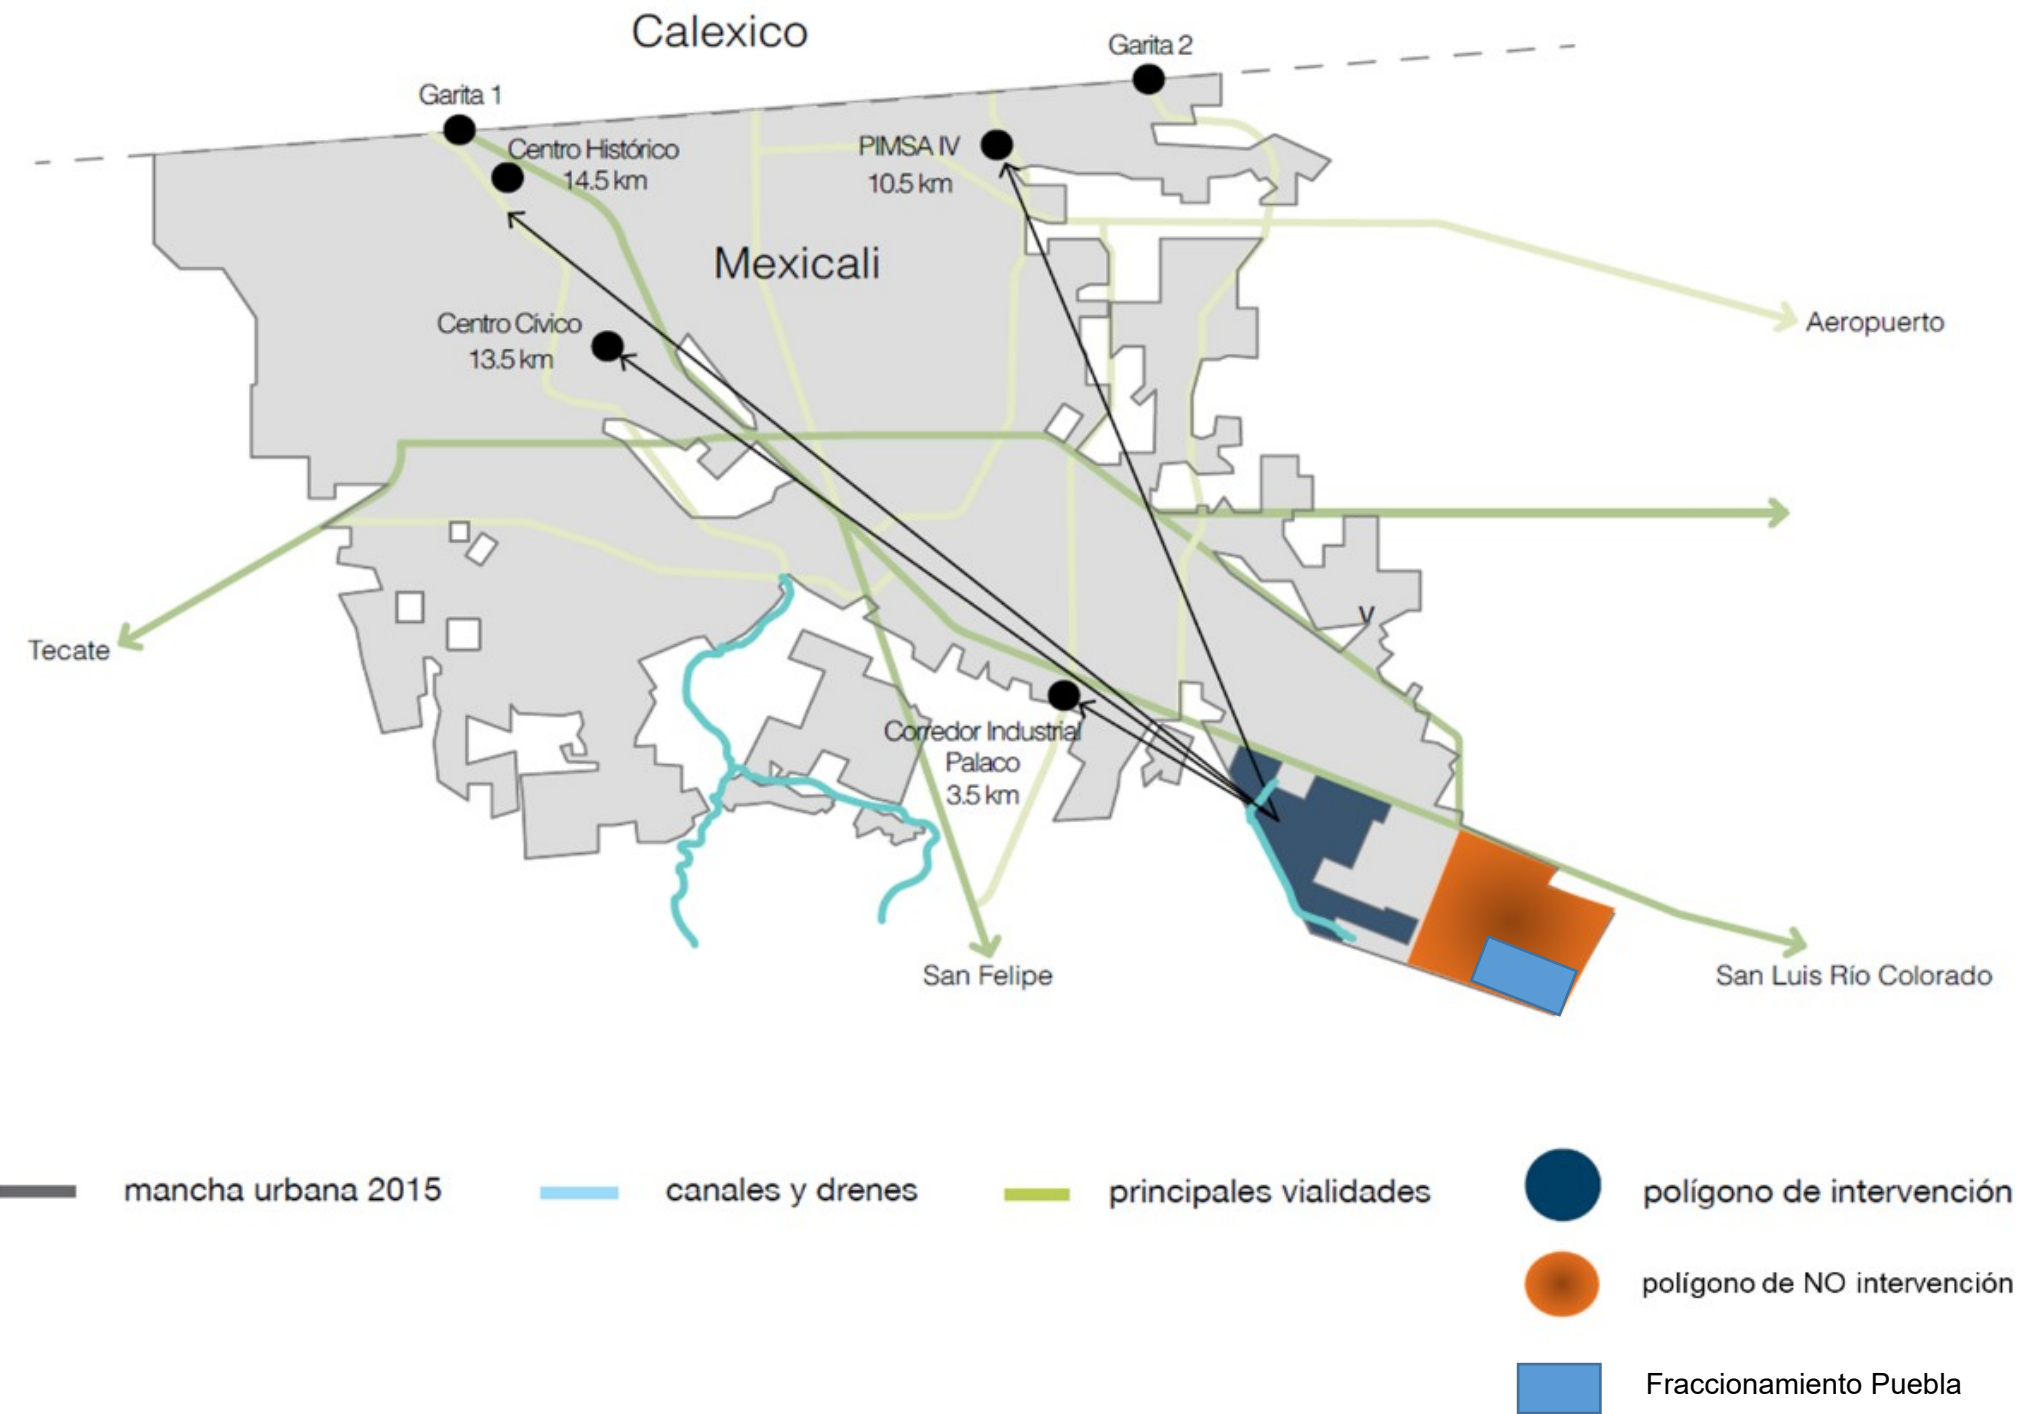 Calexico
Garita 2
Garita 1
Centro Histórico
14.5 km
PIMSA IV
10.5 km
Mexicali
Centro Cívico
13.5 km
Aeropuerto
V
Tecate
Corredor Industrial
Palaco
3.5 km
San Felipe
San Luis Río Colorado
mancha urbana 2015
canales y drenes
principales vialidades
polígono de intervención
polígono de NO intervención
Fraccionamiento Puebla